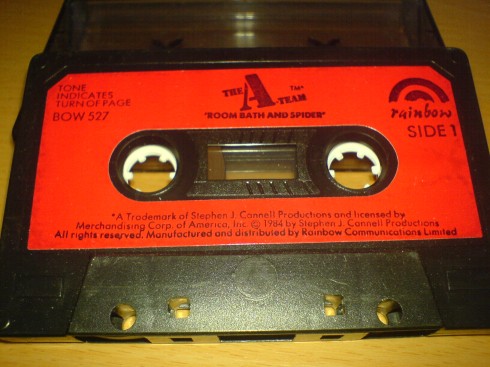 TONE
INDICATES
TURN OF PAGE
BOW 527
THE A-TEAM TM*
"ROOM BATH AND SPIDER"
rainbow
SIDE 1
*A Trademark of Stephen J. Cannell Productions and licensed by
Merchandising Corp. of America, Inc. © 1984 by Stephen J. Cannell Productions
All rights reserved. Manufactured and distributed by Rainbow Communications Limited